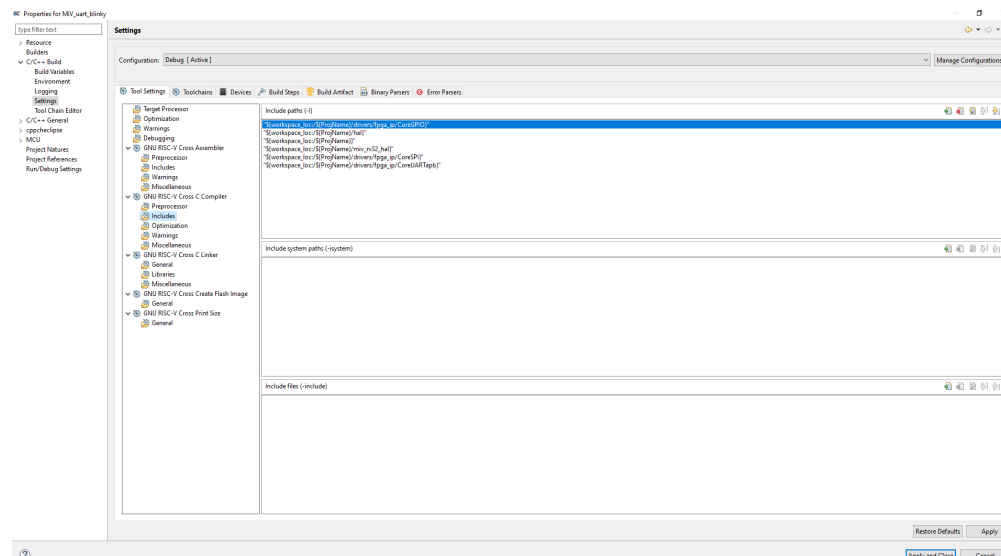 SC Properties for MiV_uart_blinky
type filter text
Resource
Builders
C/C++ Build
Build Variables
Environment
Logging
Settings
Tool Chain Editor
C/C++ General
cppcheclipse
MCU
Project Natures
Project References
Run/Debug Settings
Settings
Configuration: Debug [ Active ]
Manage Configurations
Tool Settings Toolchains Devices Build Steps Build Artifact Binary Parsers Error Parsers
Target Processor
Optimization
Warnings
Debugging
GNU RISC-V Cross Assembler
Preprocessor
Includes
Warnings
Miscellaneous
GNU RISC-V Cross C Compiler
Preprocessor
Includes
Optimization
Warnings
Miscellaneous
GNU RISC-V Cross C Linker
General
Libraries
Miscellaneous
GNU RISC-V Cross Create Flash Image
General
GNU RISC-V Cross Print Size
General
Include paths (-I)
"${workspace_loc:/${ProjName}/drivers/fpga_ip/CoreGPIO}"
"${workspace_loc:/${ProjName}/hal}"
"${workspace_loc:/${ProjName}}"
"${workspace_loc:/${ProjName}/miv_rv32_hal}"
"${workspace_loc:/${ProjName}/drivers/fpga_ip/CoreSPI}"
"${workspace_loc:/${ProjName}/drivers/fpga_ip/CoreUARTapb}"
Include system paths (-isystem)
Include files (-include)
Restore Defaults Apply
Apply and Close Cancel